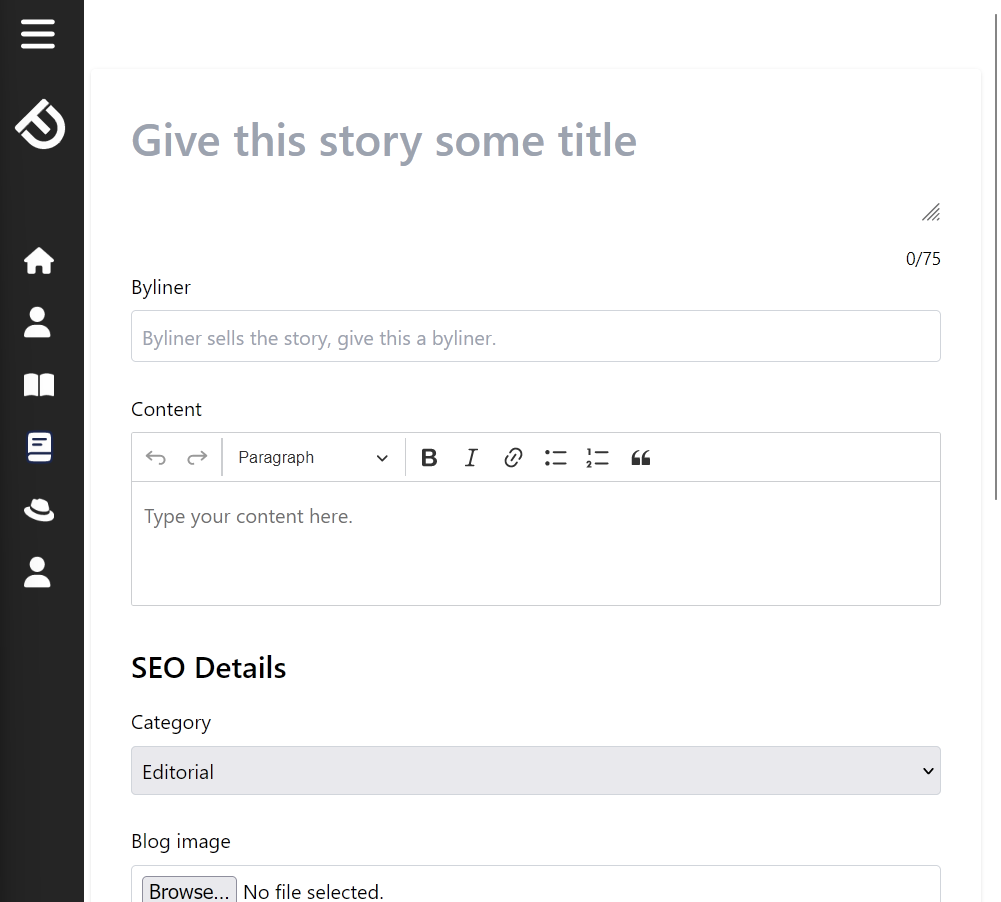 Give this story some title
0/75
Byliner
Byliner sells the story, give this a byliner.
Content
Paragraph
Type your content here.
SEO Details
Category
Editorial
Blog image
Browse... No file selected.